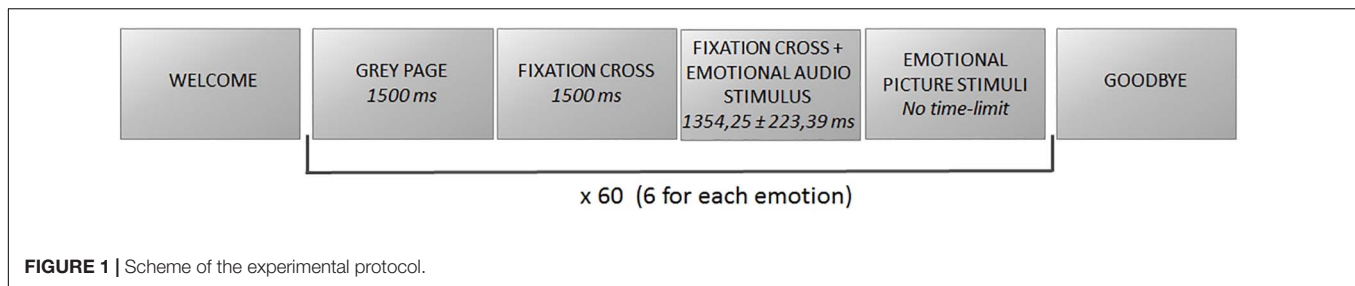 WELCOME
GREY PAGE
1500 ms
FIXATION CROSS
1500 ms
FIXATION CROSS +
EMOTIONAL AUDIO
STIMULUS
1354,25 ± 223,39 ms
EMOTIONAL
PICTURE STIMULI
No time-limit
GOODBYE
x 60 (6 for each emotion)
FIGURE 1 | Scheme of the experimental protocol.